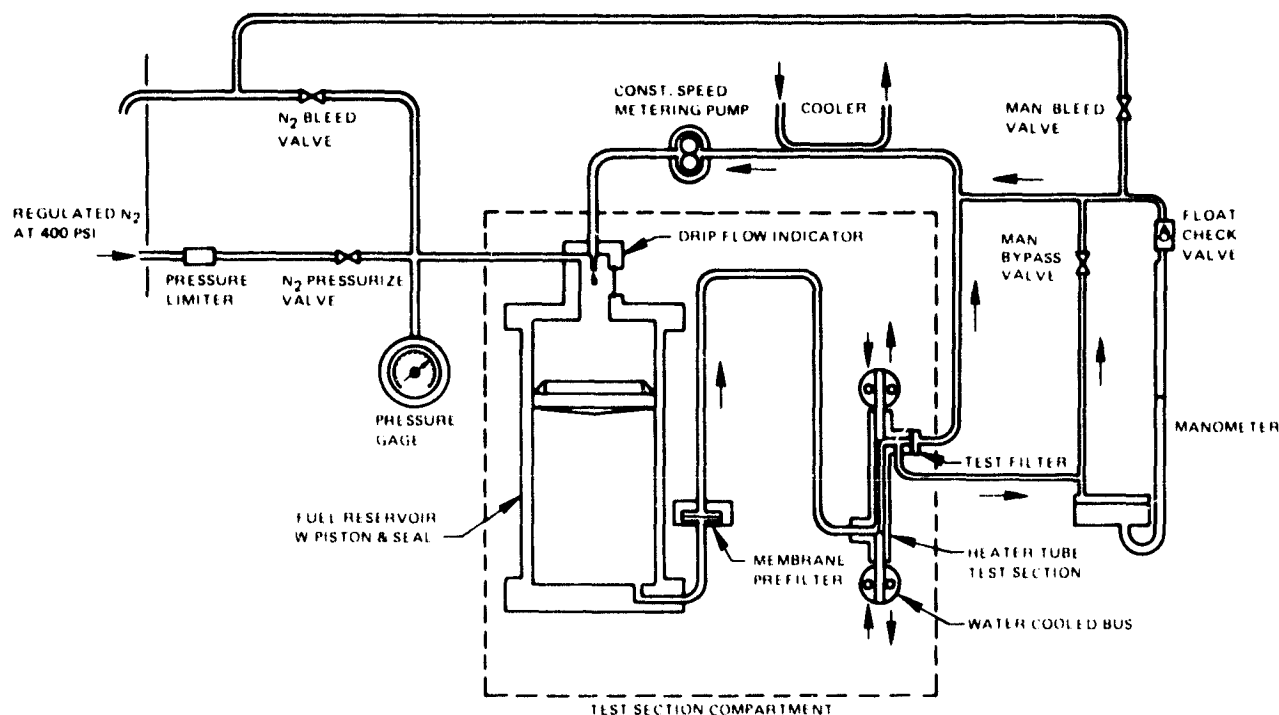 CONST. SPEED
METERING PUMP
COOLER
MAN BLEED
VALVE
N2 BLEED
VALVE
REGULATED N2
AT 400 PSI
PRESSURE
LIMITER
N2 PRESSURIZE
VALVE
DRIP FLOW INDICATOR
MAN
BYPASS
VALVE
FLOAT
CHECK
VALVE
PRESSURE
GAGE
MANOMETER
TEST FILTER
FUEL RESERVOIR
W PISTON & SEAL
MEMBRANE
PREFILTER
HEATER TUBE
TEST SECTION
WATER COOLED BUS
TEST SECTION COMPARTMENT